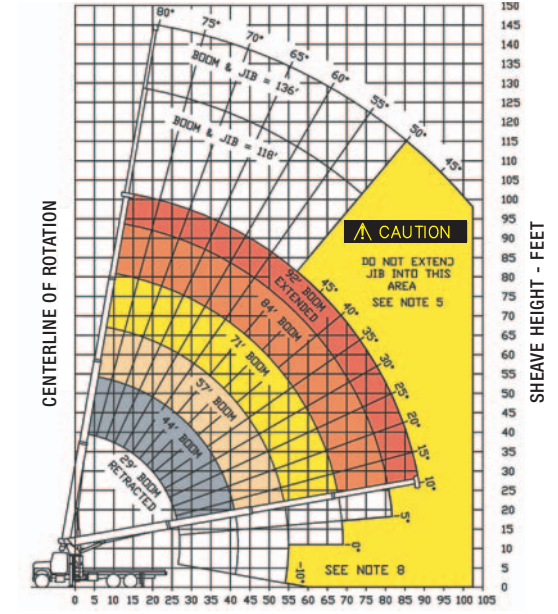 80°
75°
70°
65°
60°
55°
50°
45°
BOOM & JIB = 136'
BOOM & JIB = 118'
⚠ CAUTION
DO NOT EXTEND
JIB INTO THIS
AREA
SEE NOTE 5
92' BOOM
EXTENDED
84' BOOM
71' BOOM
57' BOOM
44' BOOM
29' BOOM
RETRACTED
45°
40°
35°
30°
25°
20°
15°
10°
5°
0°
-10°
SEE NOTE 8
CENTERLINE OF ROTATION
SHEAVE HEIGHT - FEET
150
145
140
135
130
125
120
115
110
105
100
95
90
85
80
75
70
65
60
55
50
45
40
35
30
25
20
15
10
5
0
0 5 10 15 20 25 30 35 40 45 50 55 60 65 70 75 80 85 90 95 100 105